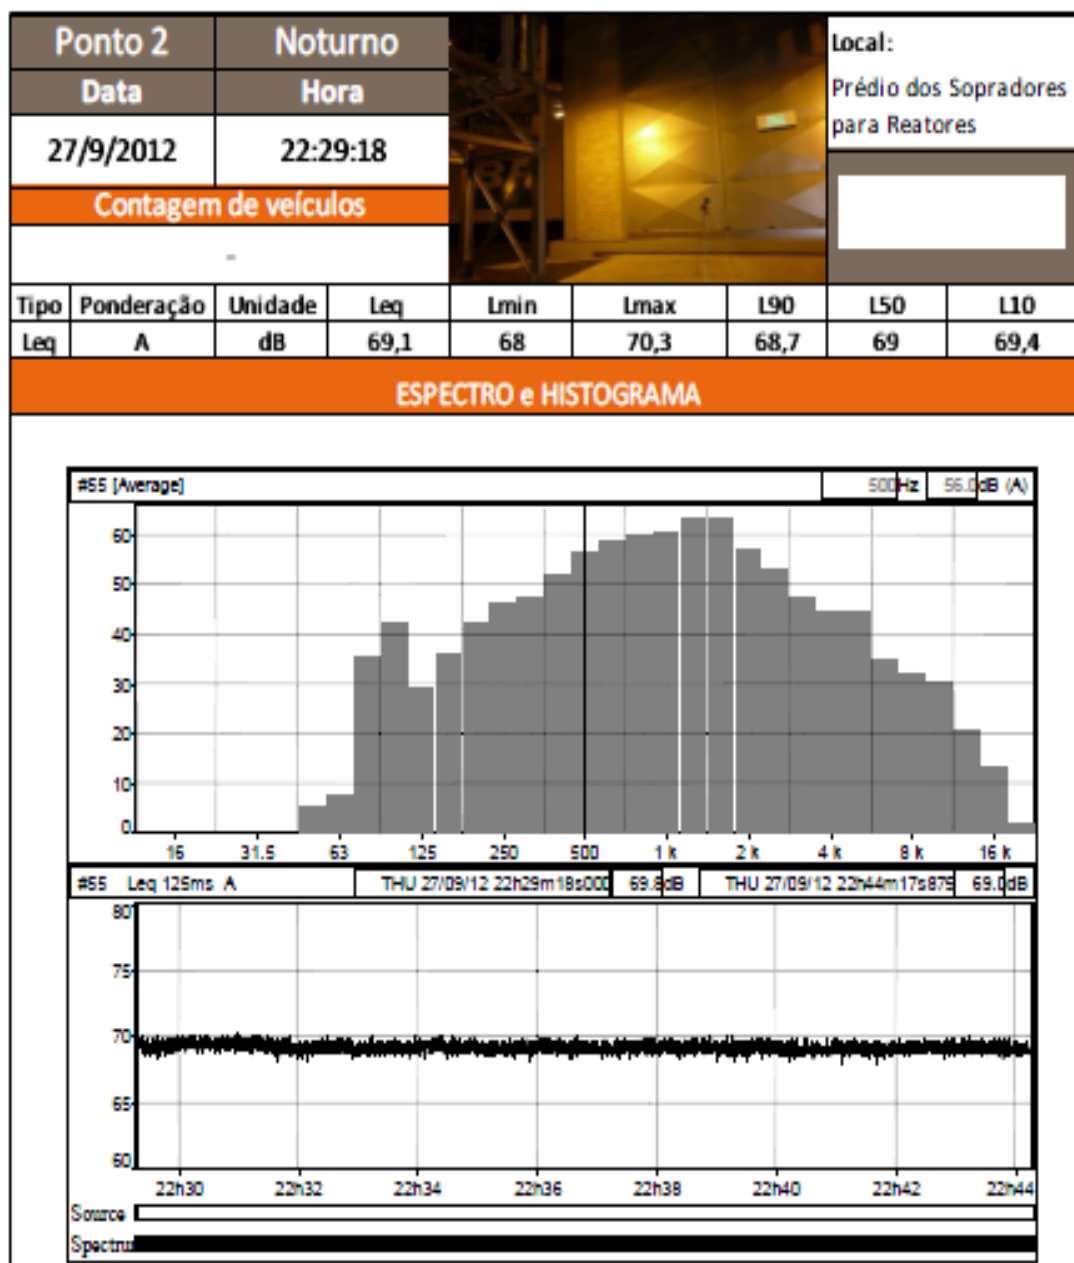 Ponto 2 Noturno
Data Hora
27/9/2012 22:29:18
Contagem de veículos
-
Local:
Prédio dos Sopradores
para Reatores
Tipo Ponderação Unidade Leq Lmin Lmax L90 L50 L10
Leq A dB 69,1 68 70,3 68,7 69 69,4
ESPECTRO e HISTOGRAMA
#55 [Average] 500Hz 56.0dB (A)
60
50
40
30
20
10
0
16 31.5 63 125 250 500 1 k 2 k 4 k 8 k 16 k
#55 Leq 125ms A THU 27/09/12 22h29m18s000 69.8dB THU 27/09/12 22h44m17s875 69.0dB
80
75
70
65
60
22h30 22h32 22h34 22h36 22h38 22h40 22h42 22h44
Source
Spectru